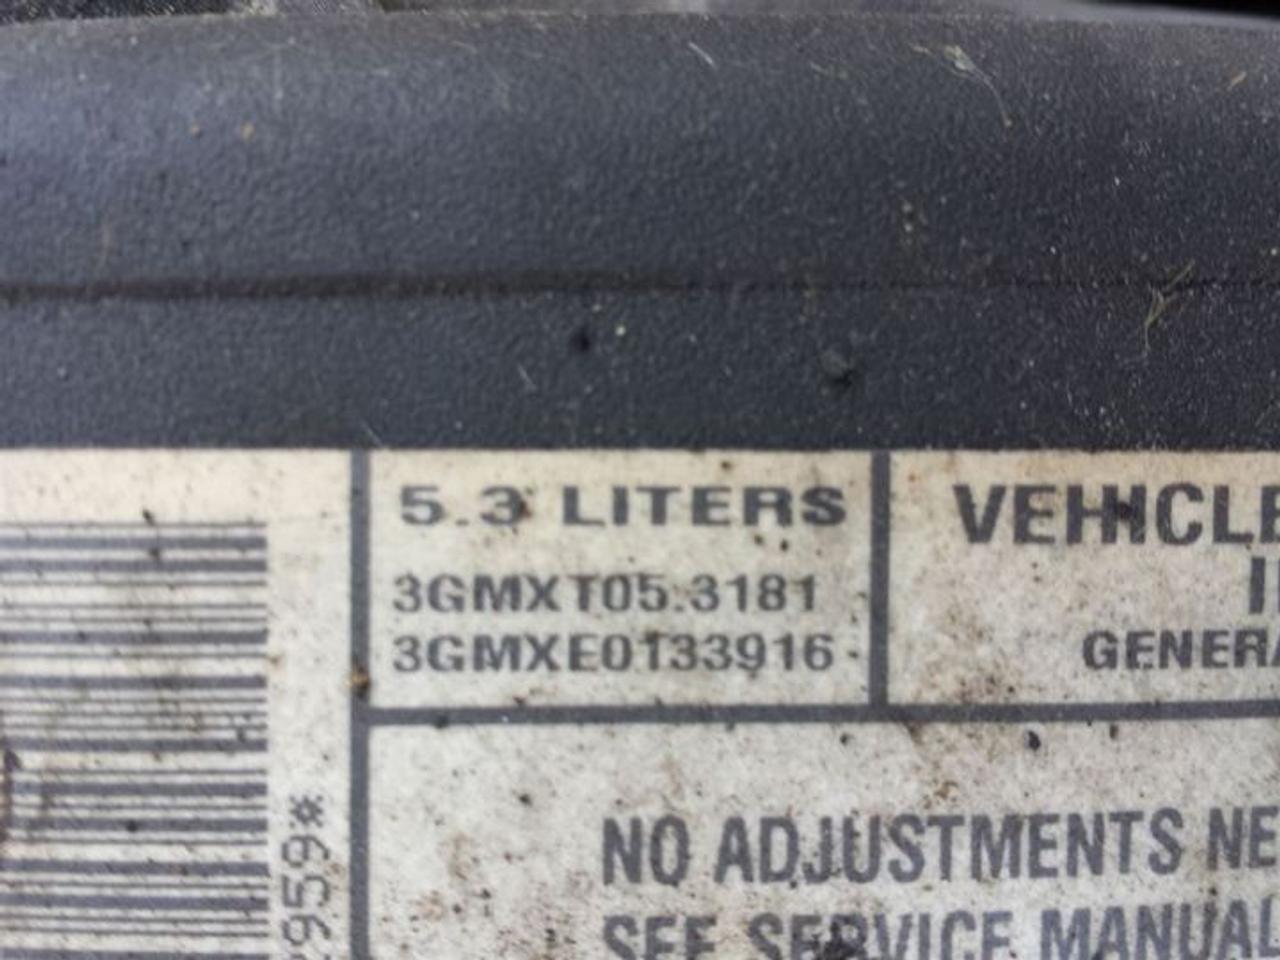 5.3 LITERS
3GMXT05.3181
3GMXE0133916
VEHICLE
GENERA
NO ADJUSTMENTS NE
SEE SERVICE MANUAL
959*